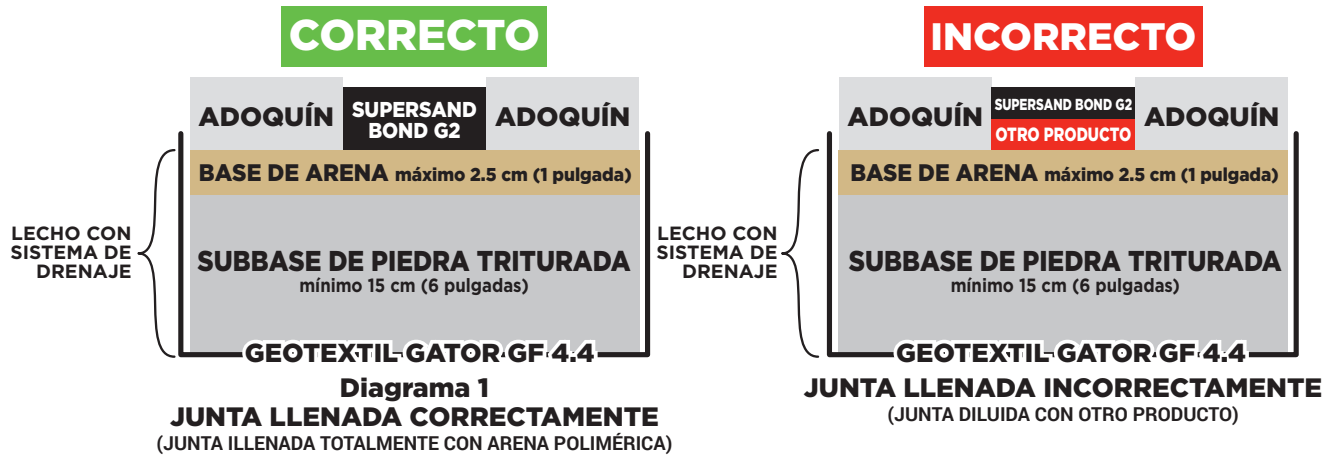 CORRECTO
ADOQUÍN
SUPERSAND
BOND G2
ADOQUÍN
BASE DE ARENA máximo 2.5 cm (1 pulgada)
LECHO CON
SISTEMA DE
DRENAJE
SUBBASE DE PIEDRA TRITURADA
mínimo 15 cm (6 pulgadas)
GEOTEXTIL GATOR GF 4.4
Diagrama 1
JUNTA LLENADA CORRECTAMENTE
(JUNTA ILLENADA TOTALMENTE CON ARENA POLIMÉRICA)
INCORRECTO
ADOQUÍN
SUPERSAND BOND G2
OTRO PRODUCTO
ADOQUÍN
BASE DE ARENA máximo 2.5 cm (1 pulgada)
LECHO CON
SISTEMA DE
DRENAJE
SUBBASE DE PIEDRA TRITURADA
mínimo 15 cm (6 pulgadas)
GEOTEXTIL GATOR GF 4.4
JUNTA LLENADA INCORRECTAMENTE
(JUNTA DILUIDA CON OTRO PRODUCTO)